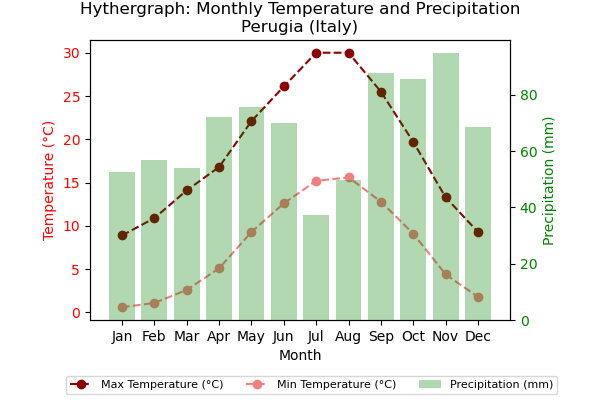 Hythergraph: Monthly Temperature and Precipitation
Perugia (Italy)
30
25
20
15
10
5
0
Temperature (°C)
80
60
40
20
0
Precipitation (mm)
Jan Feb Mar Apr May Jun Jul Aug Sep Oct Nov Dec
Month
Max Temperature (°C) Min Temperature (°C) Precipitation (mm)